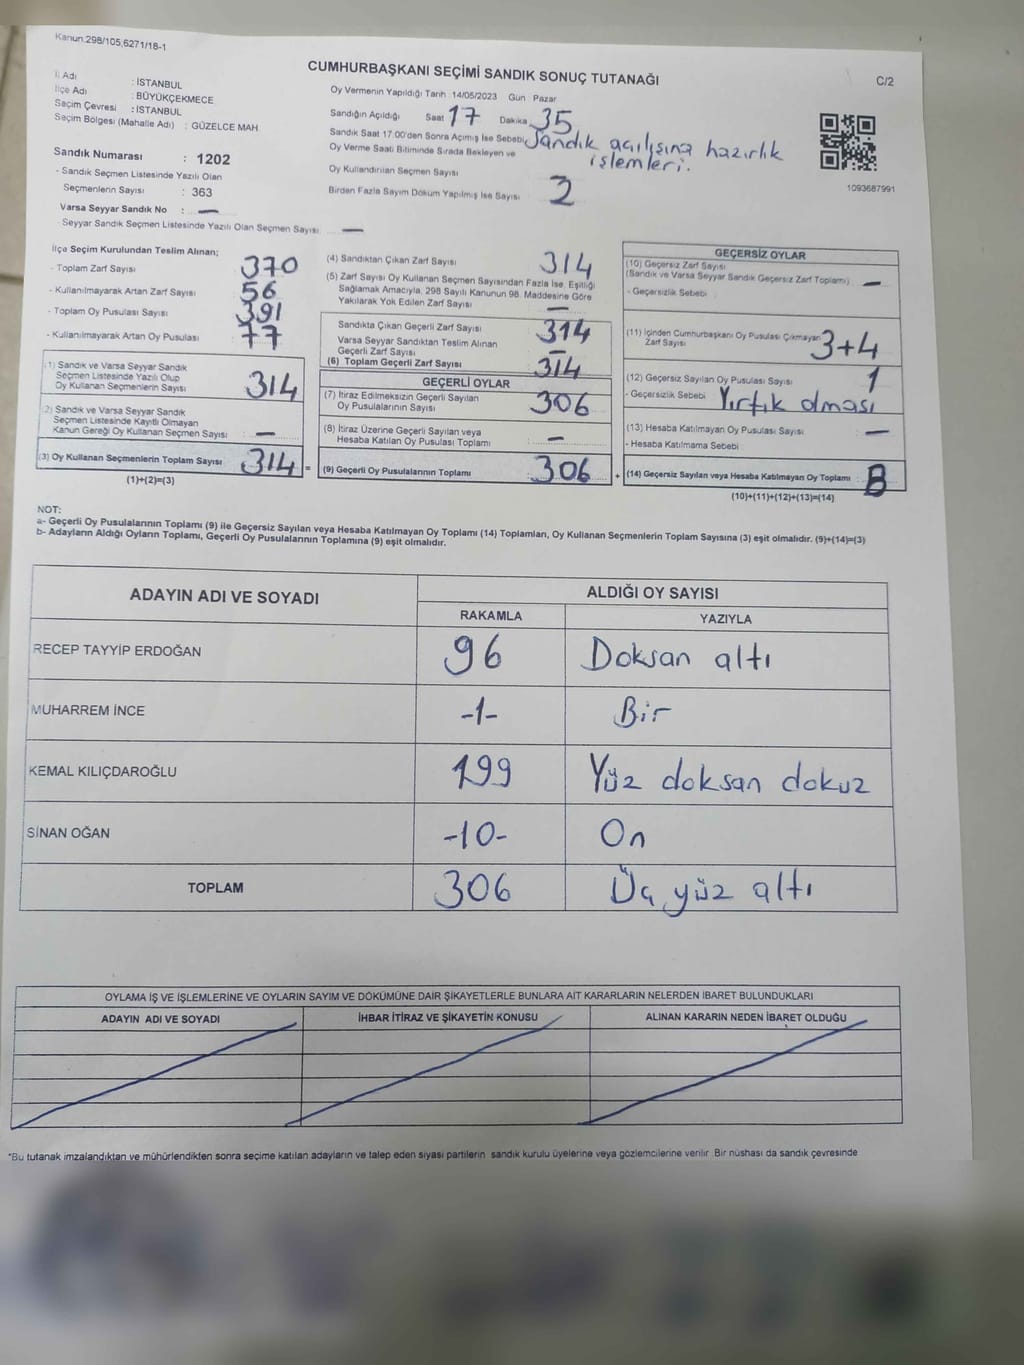 Kanun.298/105,6271/18-1
CUMHURBAŞKANI SEÇİMİ SANDIK SONUÇ TUTANAĞI
C/2
İl Adı : İSTANBUL
İlçe Adı : BÜYÜKÇEKMECE
Seçim Çevresi : İSTANBUL
Seçim Bölgesi (Mahalle Adı) : GÜZELCE MAH
Sandık Numarası : 1202
- Sandık Seçmen Listesinde Yazılı Olan
Seçmenlerin Sayısı : 363
Varsa Seyyar Sandık No : —
- Seyyar Sandık Seçmen Listesinde Yazılı Olan Seçmen Sayısı : —
Oy Vermenin Yapıldığı Tarih 14/05/2023 Gün Pazar
Sandığın Açıldığı Saat 17 Dakika 35
Sandık Saat 17.00'den Sonra Açılmış İse Sebebi Sandık açılışına hazırlık
işlemleri.
Oy Verme Saati Bitiminde Sırada Bekleyen ve
Oy Kullandırılan Seçmen Sayısı
Birden Fazla Sayım Döküm Yapılmış İse Sayısı : 2
1093687991
İlçe Seçim Kurulundan Teslim Alınan;
- Toplam Zarf Sayısı : 370
- Kullanılmayarak Artan Zarf Sayısı : 56
- Toplam Oy Pusulası Sayısı : 391
- Kullanılmayarak Artan Oy Pusulası : 77
(1) Sandık ve Varsa Seyyar Sandık
Seçmen Listesinde Yazılı Olup
Oy Kullanan Seçmenlerin Sayısı : 314
(2) Sandık ve Varsa Seyyar Sandık
Seçmen Listesinde Kayıtlı Olmayan
Kanun Gereği Oy Kullanan Seçmen Sayısı : —
(3) Oy Kullanan Seçmenlerin Toplam Sayısı : 314 =
(1)+(2)=(3)
(4) Sandıktan Çıkan Zarf Sayısı : 314
(5) Zarf Sayısı Oy Kullanan Seçmen Sayısından Fazla İse, Eşitliği
Sağlamak Amacıyla, 298 Sayılı Kanunun 98. Maddesine Göre
Yakılarak Yok Edilen Zarf Sayısı : —
Sandıkta Çıkan Geçerli Zarf Sayısı : 314
Varsa Seyyar Sandıktan Teslim Alınan
Geçerli Zarf Sayısı : —
(6) Toplam Geçerli Zarf Sayısı : 314
GEÇERLİ OYLAR
(7) İtiraz Edilmeksizin Geçerli Sayılan
Oy Pusulalarının Sayısı : 306
(8) İtiraz Üzerine Geçerli Sayılan veya
Hesaba Katılan Oy Pusulası Toplamı : —
(9) Geçerli Oy Pusulalarının Toplamı : 306 +
GEÇERSİZ OYLAR
(10) Geçersiz Zarf Sayısı
(Sandık ve Varsa Seyyar Sandık Geçersiz Zarf Toplamı) : —
- Geçersizlik Sebebi :
(11) İçinden Cumhurbaşkanı Oy Pusulası Çıkmayan
Zarf Sayısı : 3+4
(12) Geçersiz Sayılan Oy Pusulası Sayısı : 1
- Geçersizlik Sebebi : Yırtık olması
(13) Hesaba Katılmayan Oy Pusulası Sayısı : —
- Hesaba Katılmama Sebebi
(14) Geçersiz Sayılan veya Hesaba Katılmayan Oy Toplamı : 8
(10)+(11)+(12)+(13)=(14)
NOT:
a- Geçerli Oy Pusulalarının Toplamı (9) ile Geçersiz Sayılan veya Hesaba Katılmayan Oy Toplamı (14) Toplamları, Oy Kullanan Seçmenlerin Toplam Sayısına (3) eşit olmalıdır. (9)+(14)=(3)
b- Adayların Aldığı Oyların Toplamı, Geçerli Oy Pusulalarının Toplamına (9) eşit olmalıdır.
ADAYIN ADI VE SOYADI
ALDIĞI OY SAYISI
RAKAMLA YAZIYLA
RECEP TAYYİP ERDOĞAN 96 Doksan altı
MUHARREM İNCE -1- Bir
KEMAL KILIÇDAROĞLU 199 Yüz doksan dokuz
SİNAN OĞAN -10- On
TOPLAM 306 Üç yüz altı
OYLAMA İŞ VE İŞLEMLERİNE VE OYLARIN SAYIM VE DÖKÜMÜNE DAİR ŞİKAYETLERLE BUNLARA AİT KARARLARIN NELERDEN İBARET BULUNDUKLARI
ADAYIN ADI VE SOYADI İHBAR İTİRAZ VE ŞİKAYETİN KONUSU ALINAN KARARIN NEDEN İBARET OLDUĞU
*Bu tutanak imzalandıktan ve mühürlendikten sonra seçime katılan adayların ve talep eden siyasi partilerin sandık kurulu üyelerine veya gözlemcilerine verilir. Bir nüshası da sandık çevresinde